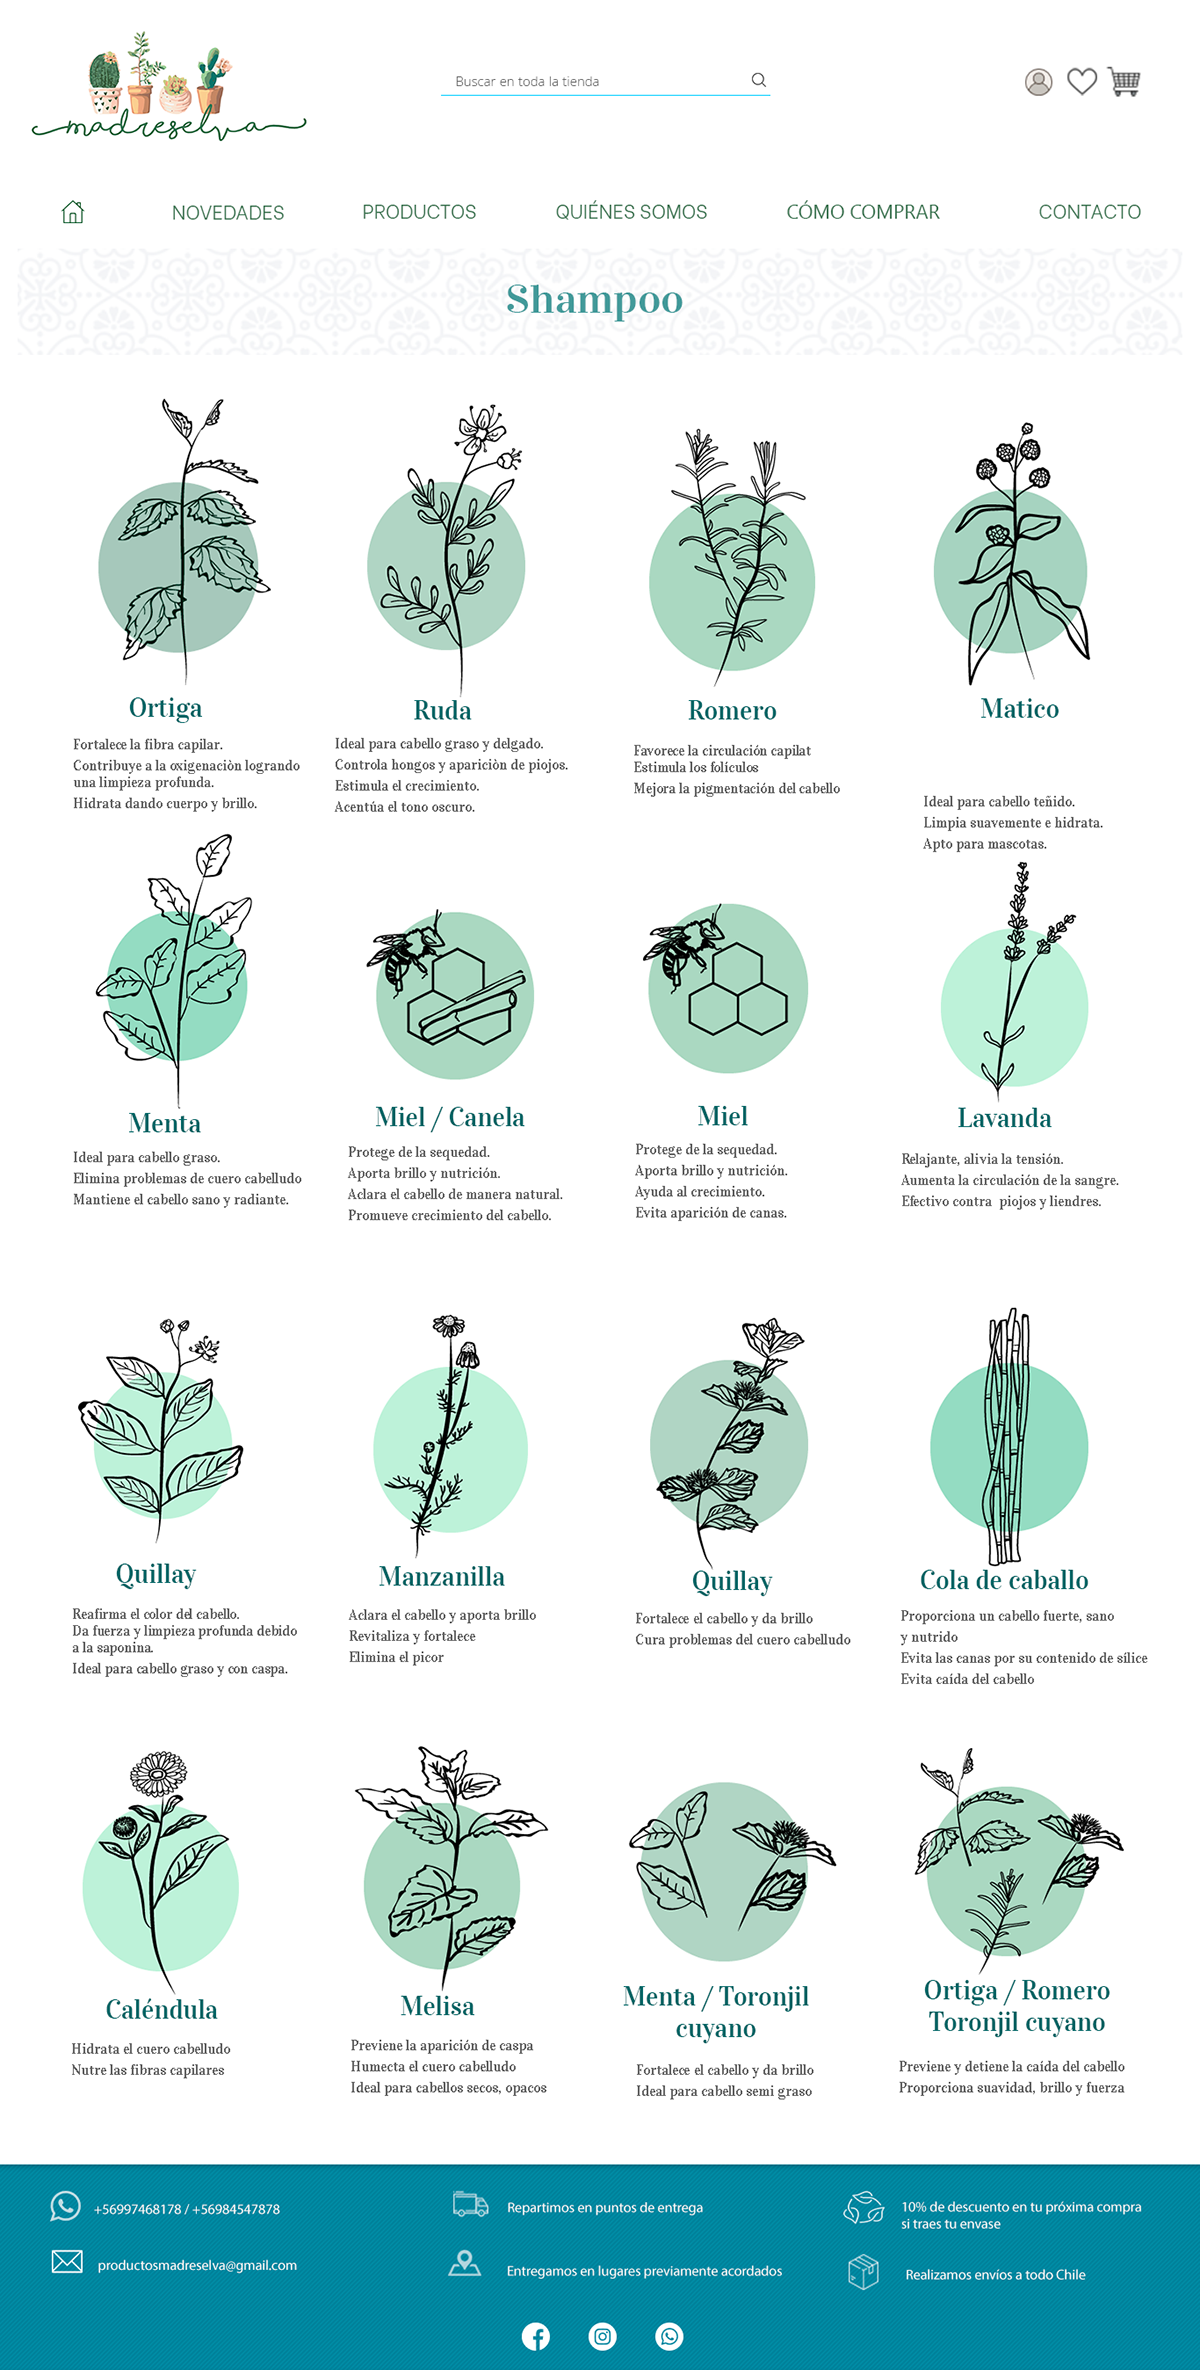 madreselva
Buscar en toda la tienda
NOVEDADES
PRODUCTOS
QUIÉNES SOMOS
CÓMO COMPRAR
CONTACTO
Shampoo
Ortiga
Fortalece la fibra capilar.
Contribuye a la oxigenaciòn logrando
una limpieza profunda.
Hidrata dando cuerpo y brillo.
Ruda
Ideal para cabello graso y delgado.
Controla hongos y apariciòn de piojos.
Estimula el crecimiento.
Acentúa el tono oscuro.
Romero
Favorece la circulación capilat
Estimula los folículos
Mejora la pigmentación del cabello
Matico
Ideal para cabello teñido.
Limpia suavemente e hidrata.
Apto para mascotas.
Menta
Ideal para cabello graso.
Elimina problemas de cuero cabelludo
Mantiene el cabello sano y radiante.
Miel / Canela
Protege de la sequedad.
Aporta brillo y nutrición.
Aclara el cabello de manera natural.
Promueve crecimiento del cabello.
Miel
Protege de la sequedad.
Aporta brillo y nutrición.
Ayuda al crecimiento.
Evita aparición de canas.
Lavanda
Relajante, alivia la tensión.
Aumenta la circulación de la sangre.
Efectivo contra piojos y liendres.
Quillay
Reafirma el color del cabello.
Da fuerza y limpieza profunda debido
a la saponina.
Ideal para cabello graso y con caspa.
Manzanilla
Aclara el cabello y aporta brillo
Revitaliza y fortalece
Elimina el picor
Quillay
Fortalece el cabello y da brillo
Cura problemas del cuero cabelludo
Cola de caballo
Proporciona un cabello fuerte, sano
y nutrido
Evita las canas por su contenido de sílice
Evita caída del cabello
Caléndula
Hidrata el cuero cabelludo
Nutre las fibras capilares
Melisa
Previene la aparición de caspa
Humecta el cuero cabelludo
Ideal para cabellos secos, opacos
Menta / Toronjil
cuyano
Fortalece el cabello y da brillo
Ideal para cabello semi graso
Ortiga / Romero
Toronjil cuyano
Previene y detiene la caída del cabello
Proporciona suavidad, brillo y fuerza
+56997468178 / +56984547878
productosmadreselva@gmail.com
Repartimos en puntos de entrega
Entregamos en lugares previamente acordados
10% de descuento en tu próxima compra
si traes tu envase
Realizamos envíos a todo Chile